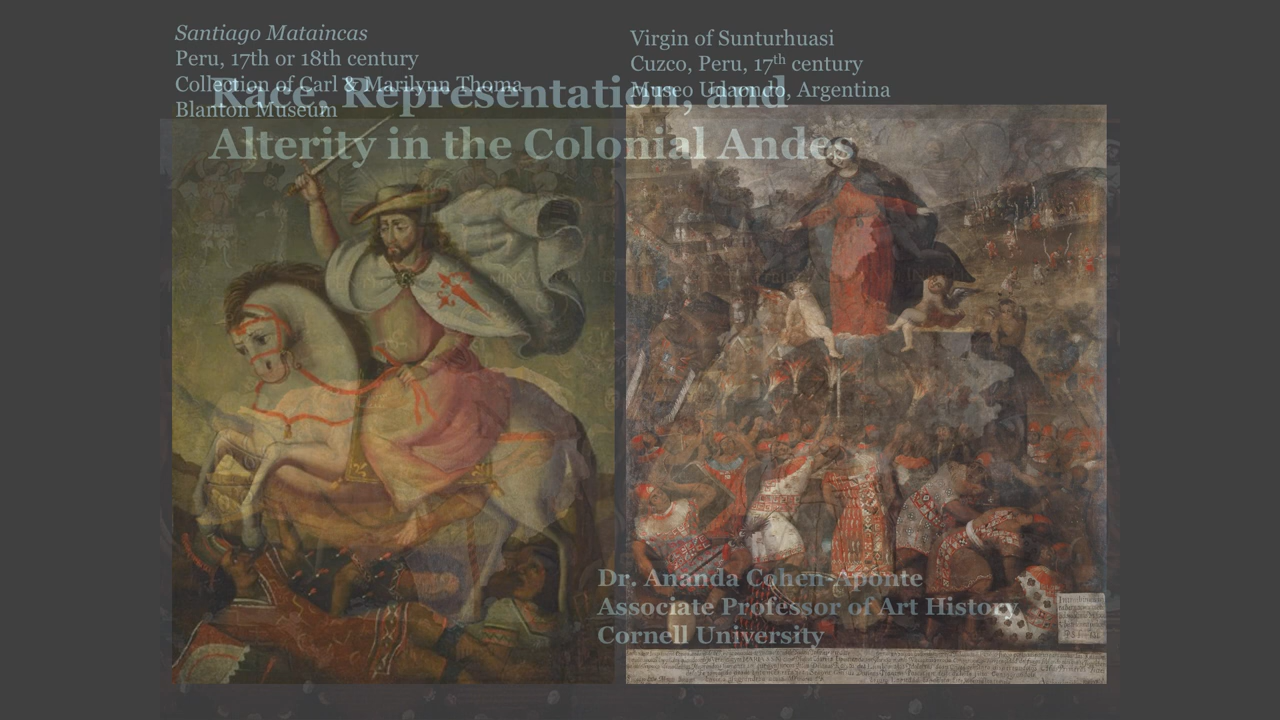 Santiago Mataincas
Peru, 17th or 18th century
Collection of Carl & Marilynn Thoma
Blanton Museum
Virgin of Sunturhuasi
Cuzco, Peru, 17th century
Museo Udaondo, Argentina
Race, Representation, and
Alterity in the Colonial Andes
Dr. Ananda Cohen-Aponte
Associate Professor of Art History
Cornell University